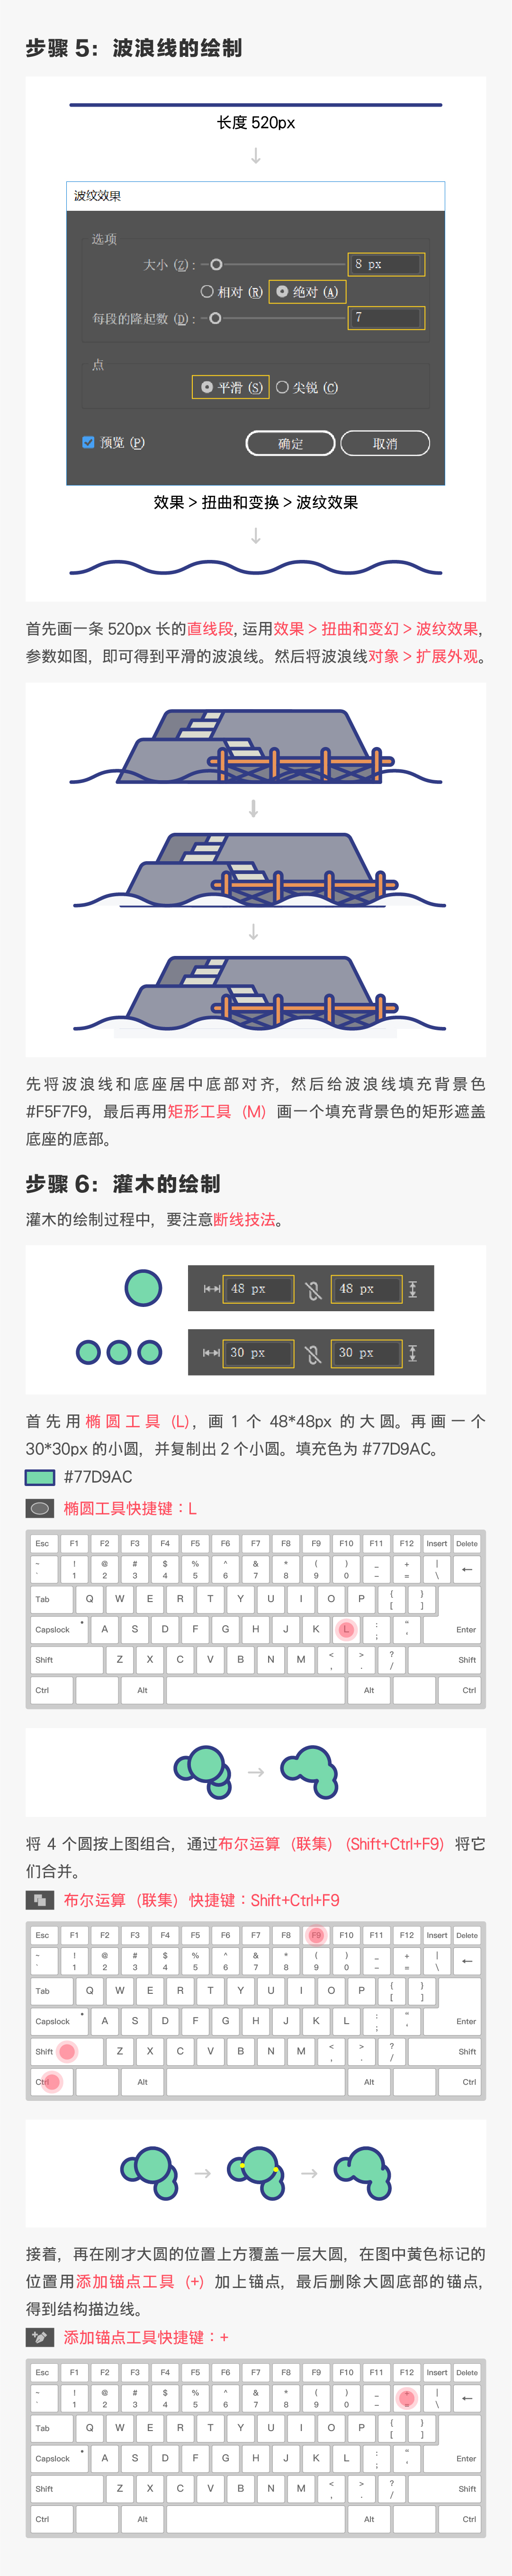 步骤 5：波浪线的绘制
长度 520px
↓
波纹效果
选项
大小 (Z)： 8 px
相对 (R) 绝对 (A)
每段的隆起数 (D)： 7
点
平滑 (S) 尖锐 (C)
预览 (P) 确定 取消
效果 > 扭曲和变换 > 波纹效果
↓
首先画一条 520px 长的直线段, 运用效果 > 扭曲和变幻 > 波纹效果,
参数如图，即可得到平滑的波浪线。然后将波浪线对象 > 扩展外观。
↓
↓
先将波浪线和底座居中底部对齐，然后给波浪线填充背景色
#F5F7F9，最后再用矩形工具（M）画一个填充背景色的矩形遮盖
底座的底部。
步骤 6：灌木的绘制
灌木的绘制过程中，要注意断线技法。
48 px 48 px
30 px 30 px
首先用椭圆工具 (L)，画 1 个 48*48px 的大圆。再画一个
30*30px 的小圆，并复制出 2 个小圆。填充色为 #77D9AC。
#77D9AC
椭圆工具快捷键：L
Esc F1 F2 F3 F4 F5 F6 F7 F8 F9 F10 F11 F12 Insert Delete
~ ! @ # $ % ^ & * ( ) _ + |
` 1 2 3 4 5 6 7 8 9 0 - = \ ←
Tab Q W E R T Y U I O P { [ } ]
Capslock A S D F G H J K L : ; " ' Enter
Shift Z X C V B N M < , > . ? / Shift
Ctrl Alt Alt Ctrl
→
将 4 个圆按上图组合，通过布尔运算（联集）(Shift+Ctrl+F9) 将它
们合并。
布尔运算（联集）快捷键：Shift+Ctrl+F9
Esc F1 F2 F3 F4 F5 F6 F7 F8 F9 F10 F11 F12 Insert Delete
~ ! @ # $ % ^ & * ( ) _ + |
` 1 2 3 4 5 6 7 8 9 0 - = \ ←
Tab Q W E R T Y U I O P { [ } ]
Capslock A S D F G H J K L : ; " ' Enter
Shift Z X C V B N M < , > . ? / Shift
Ctrl Alt Alt Ctrl
→ →
接着，再在刚才大圆的位置上方覆盖一层大圆，在图中黄色标记的
位置用添加锚点工具（+）加上锚点，最后删除大圆底部的锚点，
得到结构描边线。
添加锚点工具快捷键：+
Esc F1 F2 F3 F4 F5 F6 F7 F8 F9 F10 F11 F12 Insert Delete
~ ! @ # $ % ^ & * ( ) _ + |
` 1 2 3 4 5 6 7 8 9 0 - = \ ←
Tab Q W E R T Y U I O P { [ } ]
Capslock A S D F G H J K L : ; " ' Enter
Shift Z X C V B N M < , > . ? / Shift
Ctrl Alt Alt Ctrl